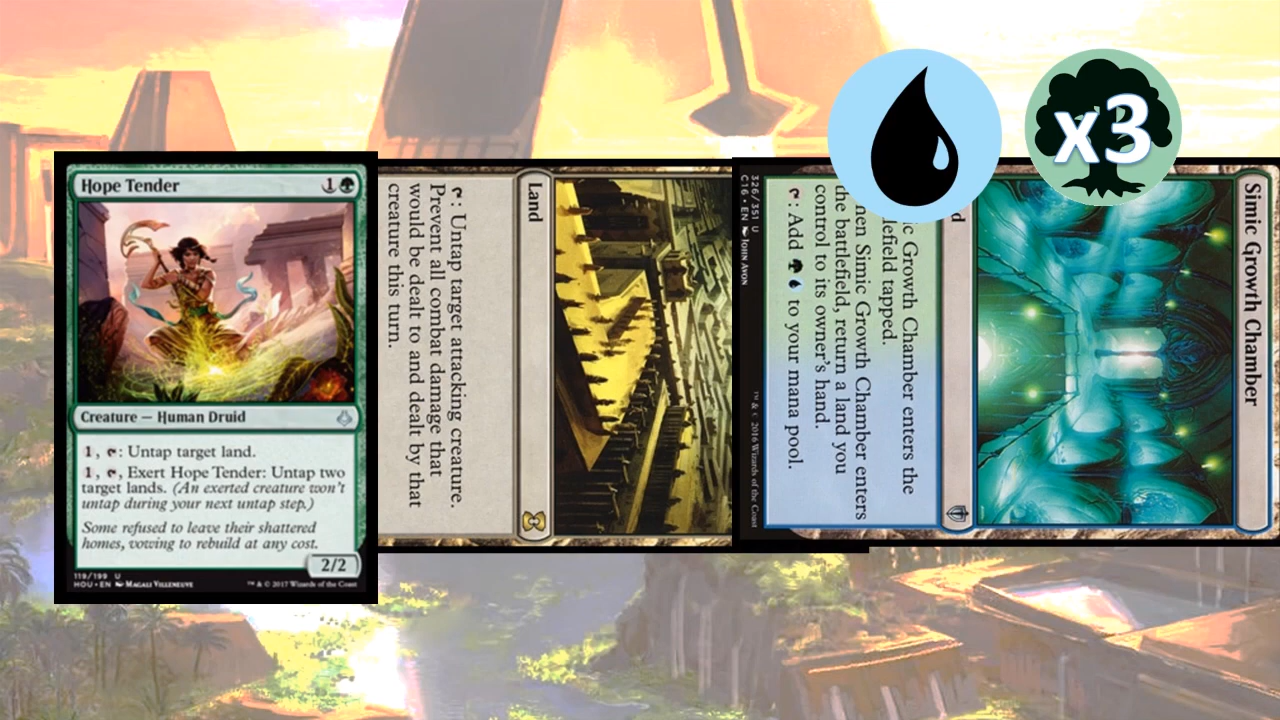 Hope Tender
1
Creature — Human Druid
1, : Untap target land.
1, , Exert Hope Tender: Untap two
target lands. (An exerted creature won't
untap during your next untap step.)
Some refused to leave their shattered
homes, vowing to rebuild at any cost.
2/2
119/199 U
HOU • EN MAGALI VILLENEUVE
™ & © 2017 Wizards of the Coast
Land
: Untap target attacking creature.
Prevent all combat damage that
would be dealt to and dealt by that
creature this turn.
x3
Simic Growth Chamber
d
c Growth Chamber enters the
lefield tapped.
hen Simic Growth Chamber enters
the battlefield, return a land you
control to its owner's hand.
: Add to your mana pool.
326/351 U
C16 • EN JOHN AVON
™ & © 2016 Wizards of the Coast